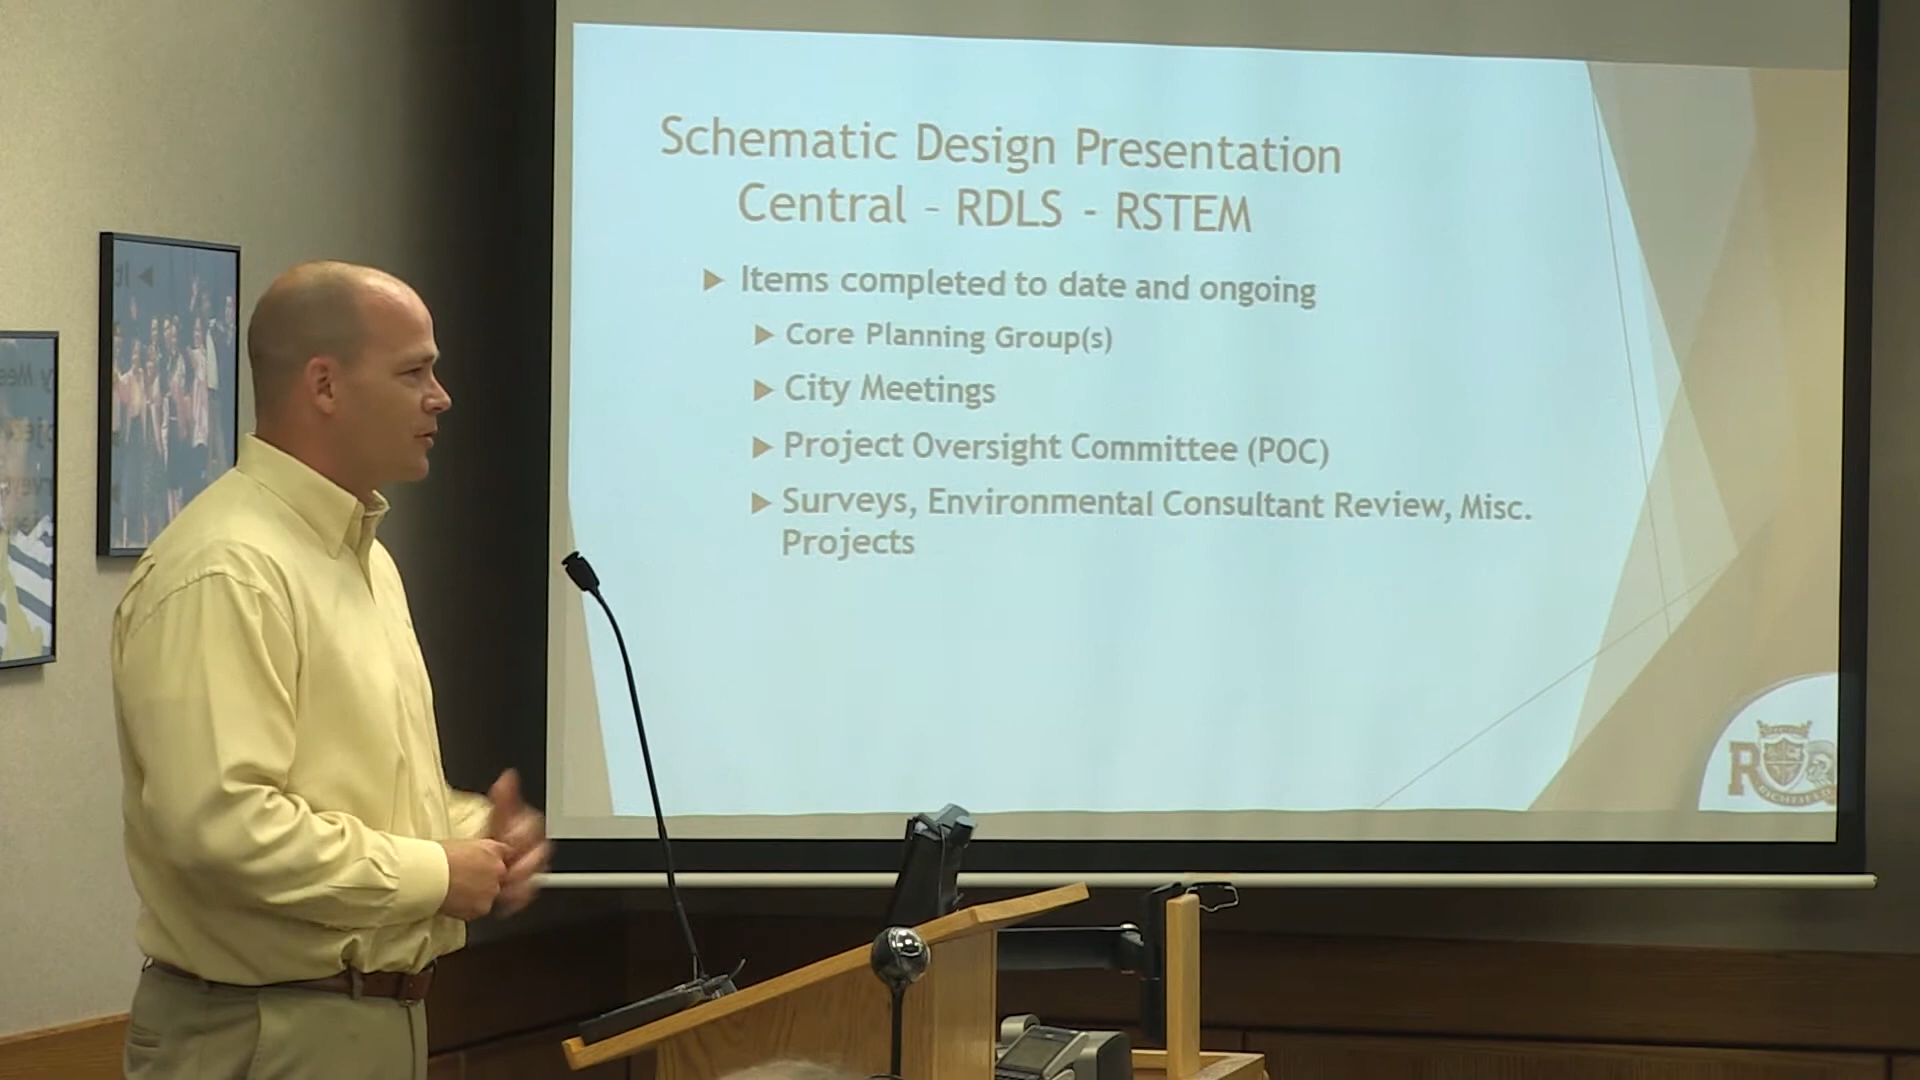 Schematic Design Presentation
Central – RDLS - RSTEM
Items completed to date and ongoing
Core Planning Group(s)
City Meetings
Project Oversight Committee (POC)
Surveys, Environmental Consultant Review, Misc.
Projects
R
RICHFIELD